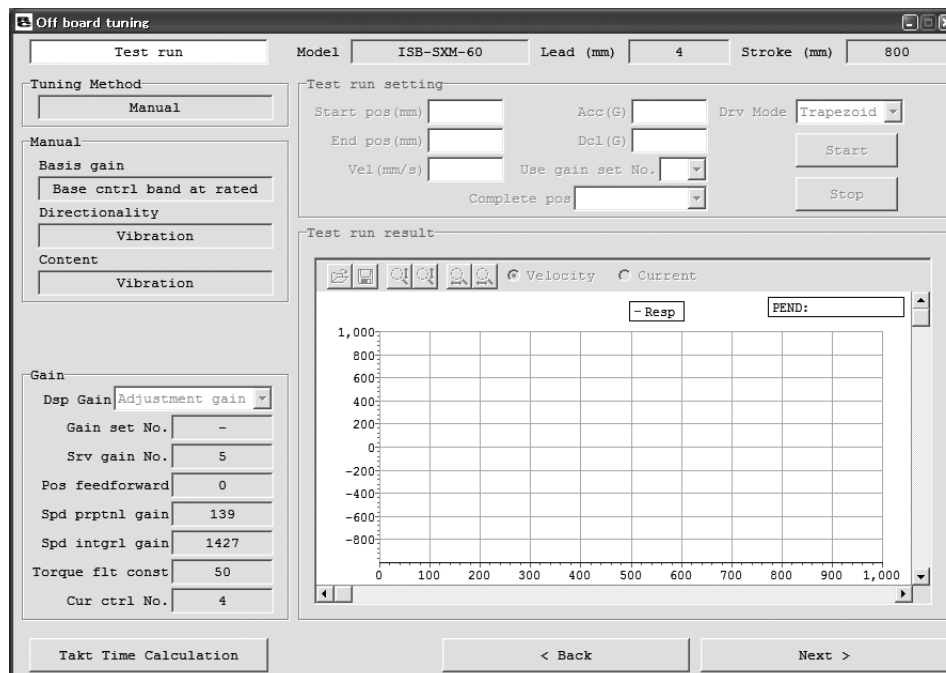 Off board tuning
Test run
Model ISB-SXM-60 Lead (mm) 4 Stroke (mm) 800
Tuning Method
Manual
Manual
Basis gain
Base cntrl band at rated
Directionality
Vibration
Content
Vibration
Test run setting
Start pos(mm) Acc(G) Drv Mode Trapezoid
End pos(mm) Dcl(G) Start
Vel(mm/s) Use gain set No. Stop
Complete pos
Test run result
Velocity Current
- Resp PEND:
1,000
800
600
400
200
0
-200
-400
-600
-800
0 100 200 300 400 500 600 700 800 900 1,000
Gain
Dsp Gain Adjustment gain
Gain set No. -
Srv gain No. 5
Pos feedforward 0
Spd prptnl gain 139
Spd intgrl gain 1427
Torque flt const 50
Cur ctrl No. 4
Takt Time Calculation < Back Next >